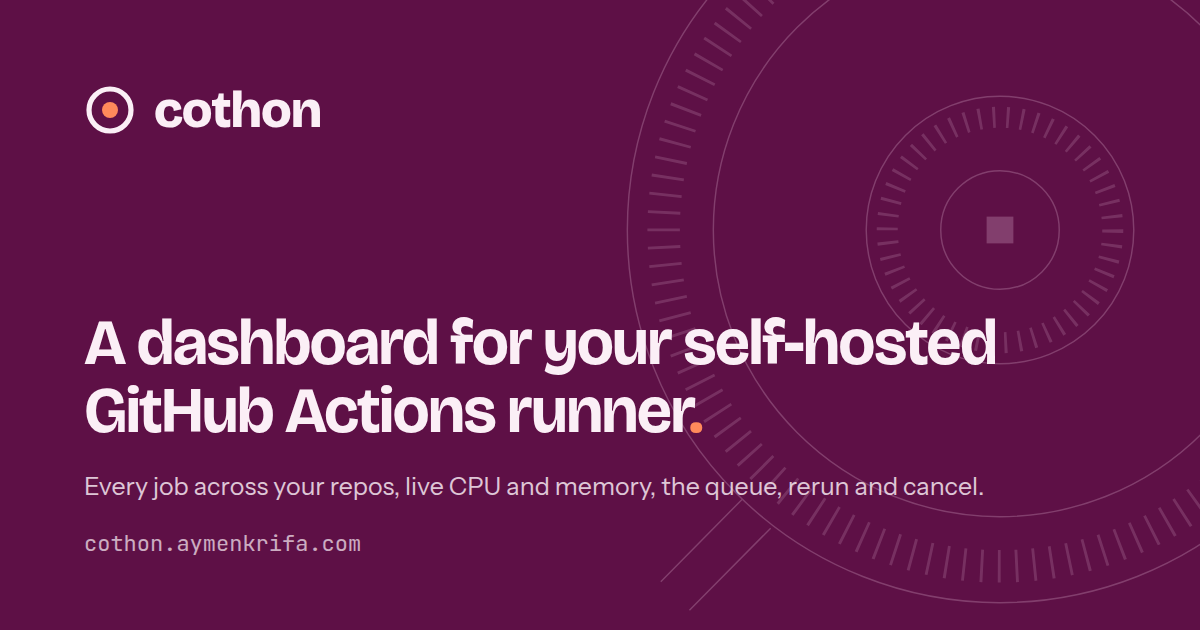 cothon
A dashboard for your self-hosted
GitHub Actions runner.
Every job across your repos, live CPU and memory, the queue, rerun and cancel.
cothon.aymenkrifa.com